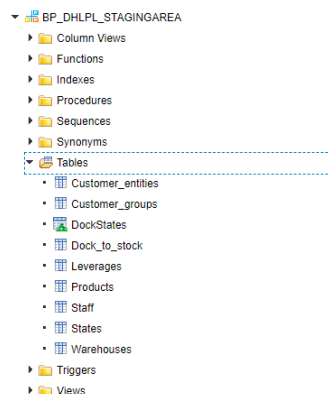 BP_DHLPL_STAGINGAREA
Column Views
Functions
Indexes
Procedures
Sequences
Synonyms
Tables
Customer_entities
Customer_groups
DockStates
Dock_to_stock
Leverages
Products
Staff
States
Warehouses
Triggers
Views